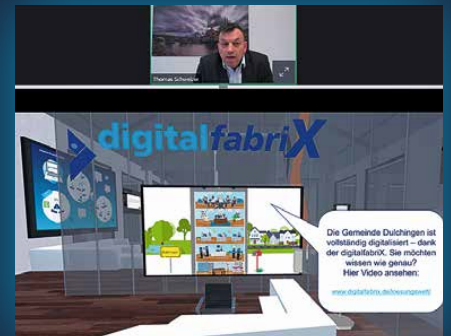 Thomas
digitalfabriX
Die Gemeinde Dulchingen ist
vollständig digitalisiert – dank
der digitalfabriX. Sie möchten
wissen wie genau?
Hier Video ansehen: